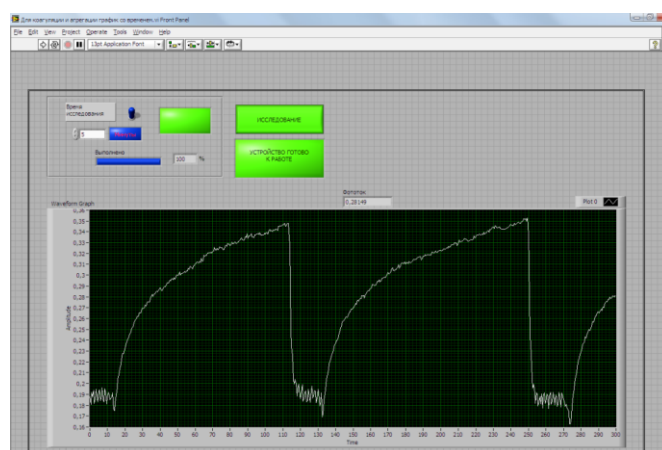 Для коагуляции и агрегации график со временем.vi Front Panel
File Edit View Project Operate Tools Window Help
13pt Application Font
Время
исследования
5
ИССЛЕДОВАНИЕ
Выполнено
100 %
УСТРОЙСТВО ГОТОВО
К РАБОТЕ
Фототок
0,28149
Waveform Graph
Plot 0
0,36
0,35
0,34
0,33
0,32
0,31
0,3
0,29
0,28
0,27
0,26
0,25
0,24
0,23
0,22
0,21
0,2
0,19
0,18
0,17
0,16
Amplitude
0 10 20 30 40 50 60 70 80 90 100 110 120 130 140 150 160 170 180 190 200 210 220 230 240 250 260 270 280 290 300
Time